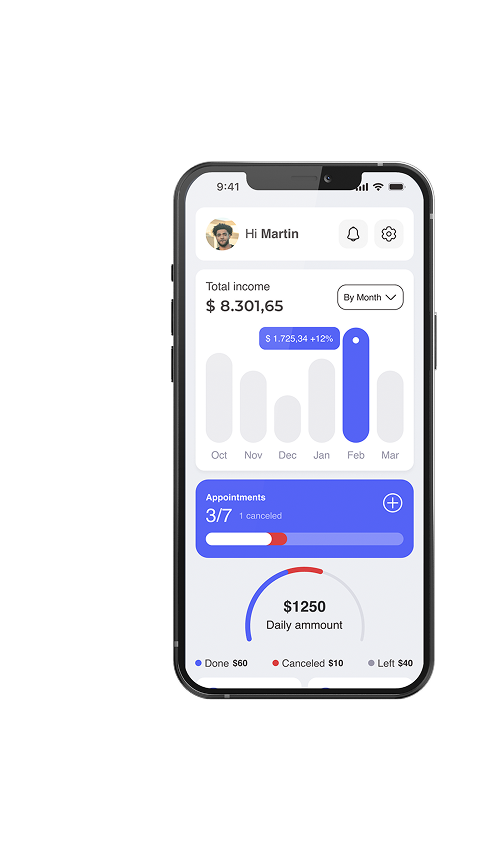 9:41
Hi Martin
Total income
$ 8.301,65
By Month
$ 1.725,34 +12%
Oct Nov Dec Jan Feb Mar
Appointments
3/7 1 canceled
$1250
Daily ammount
Done $60 Canceled $10 Left $40